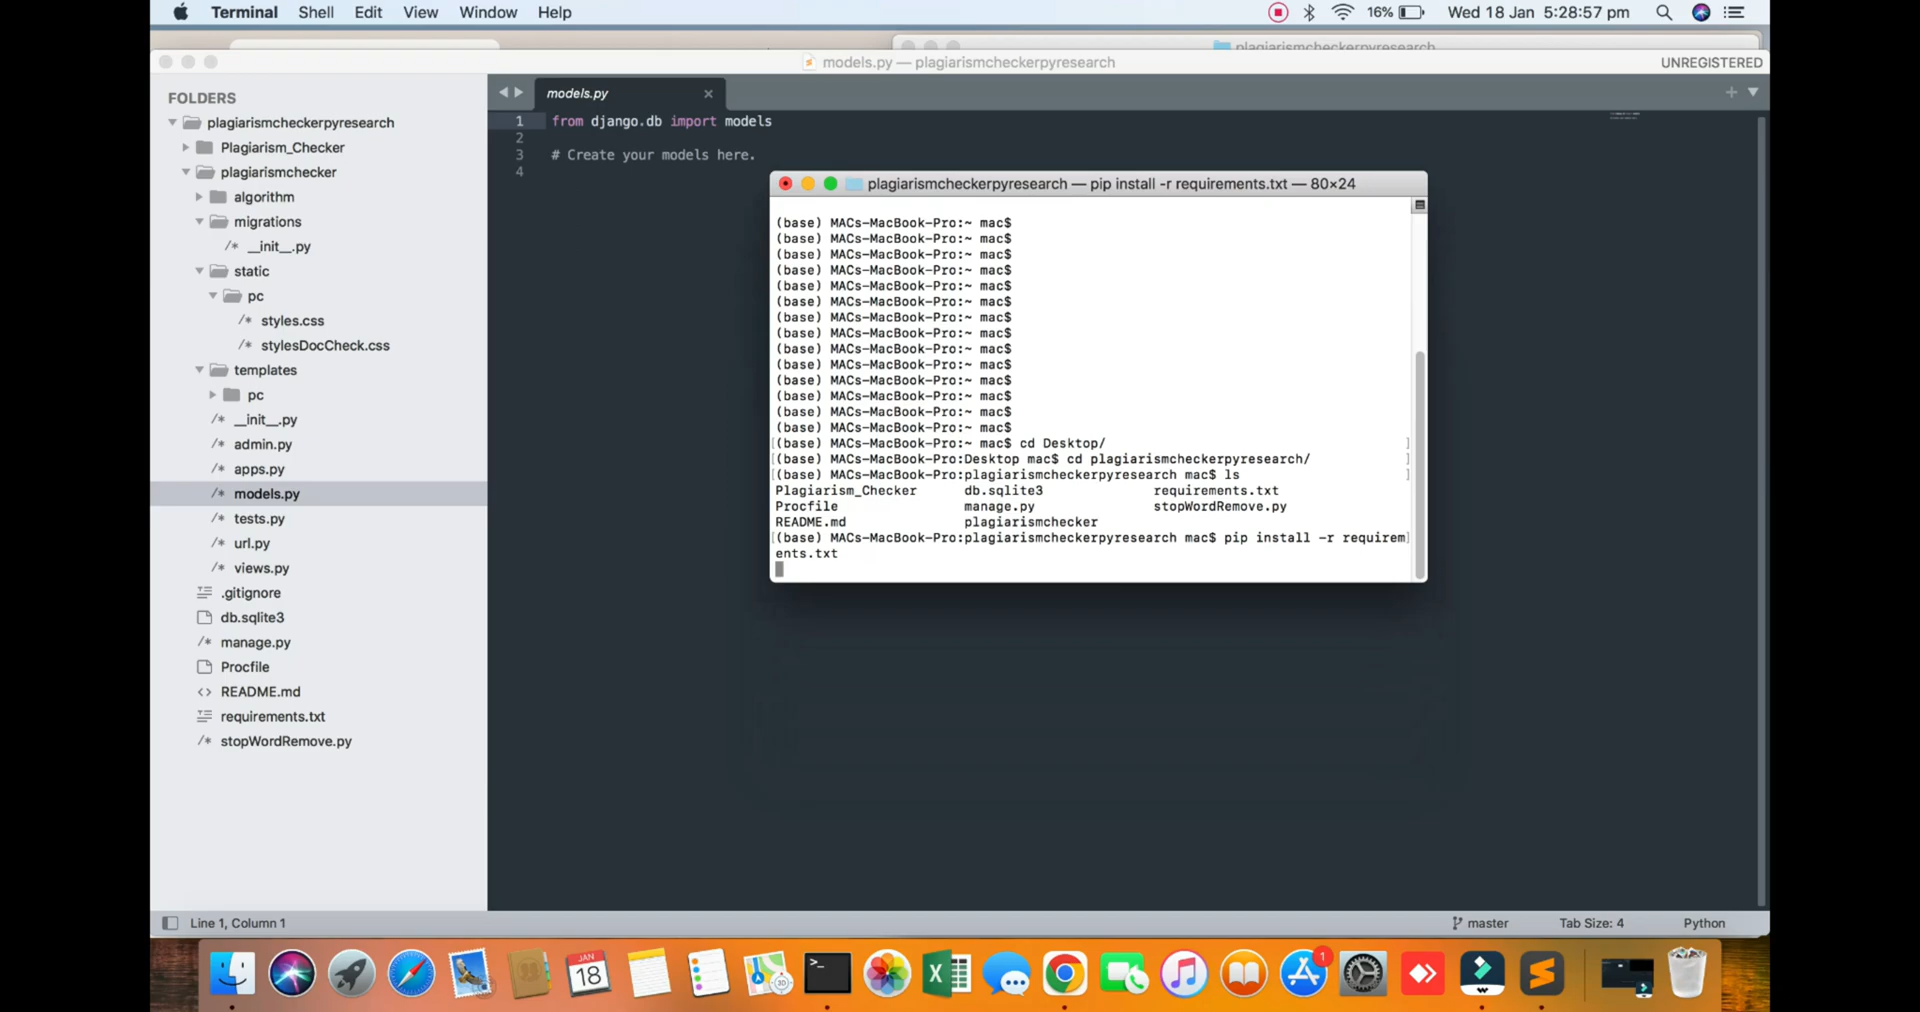 Terminal Shell Edit View Window Help
16% Wed 18 Jan 5:28:57 pm
plagiarismcheckerpyresearch
models.py — plagiarismcheckerpyresearch
UNREGISTERED
FOLDERS
plagiarismcheckerpyresearch
Plagiarism_Checker
plagiarismchecker
algorithm
migrations
/* __init__.py
static
pc
/* styles.css
/* stylesDocCheck.css
templates
pc
/* __init__.py
/* admin.py
/* apps.py
/* models.py
/* tests.py
/* url.py
/* views.py
.gitignore
db.sqlite3
/* manage.py
Procfile
<> README.md
requirements.txt
/* stopWordRemove.py
models.py
1 from django.db import models
2
3 # Create your models here.
4
plagiarismcheckerpyresearch — pip install -r requirements.txt — 80×24
(base) MACs-MacBook-Pro:~ mac$
(base) MACs-MacBook-Pro:~ mac$
(base) MACs-MacBook-Pro:~ mac$
(base) MACs-MacBook-Pro:~ mac$
(base) MACs-MacBook-Pro:~ mac$
(base) MACs-MacBook-Pro:~ mac$
(base) MACs-MacBook-Pro:~ mac$
(base) MACs-MacBook-Pro:~ mac$
(base) MACs-MacBook-Pro:~ mac$
(base) MACs-MacBook-Pro:~ mac$
(base) MACs-MacBook-Pro:~ mac$
(base) MACs-MacBook-Pro:~ mac$
(base) MACs-MacBook-Pro:~ mac$
(base) MACs-MacBook-Pro:~ mac$
[(base) MACs-MacBook-Pro:~ mac$ cd Desktop/ ]
[(base) MACs-MacBook-Pro:Desktop mac$ cd plagiarismcheckerpyresearch/ ]
[(base) MACs-MacBook-Pro:plagiarismcheckerpyresearch mac$ ls ]
Plagiarism_Checker db.sqlite3 requirements.txt
Procfile manage.py stopWordRemove.py
README.md plagiarismchecker
[(base) MACs-MacBook-Pro:plagiarismcheckerpyresearch mac$ pip install -r requirem]
ents.txt
Line 1, Column 1
master
Tab Size: 4
Python
JAN
18
1